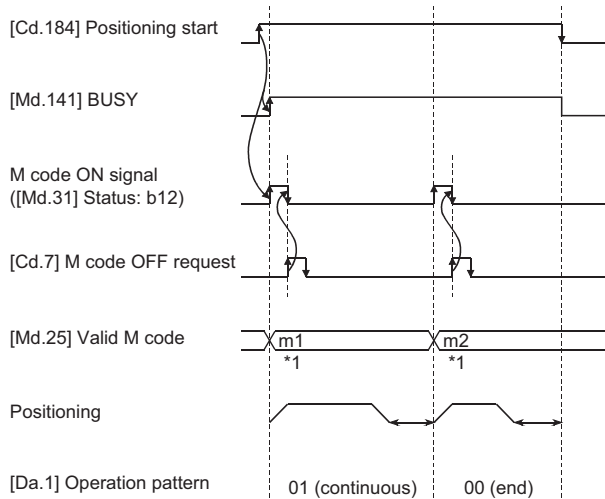 [Cd.184] Positioning start
[Md.141] BUSY
M code ON signal
([Md.31] Status: b12)
[Cd.7] M code OFF request
[Md.25] Valid M code
m1
m2
*1
*1
Positioning
[Da.1] Operation pattern
01 (continuous)
00 (end)